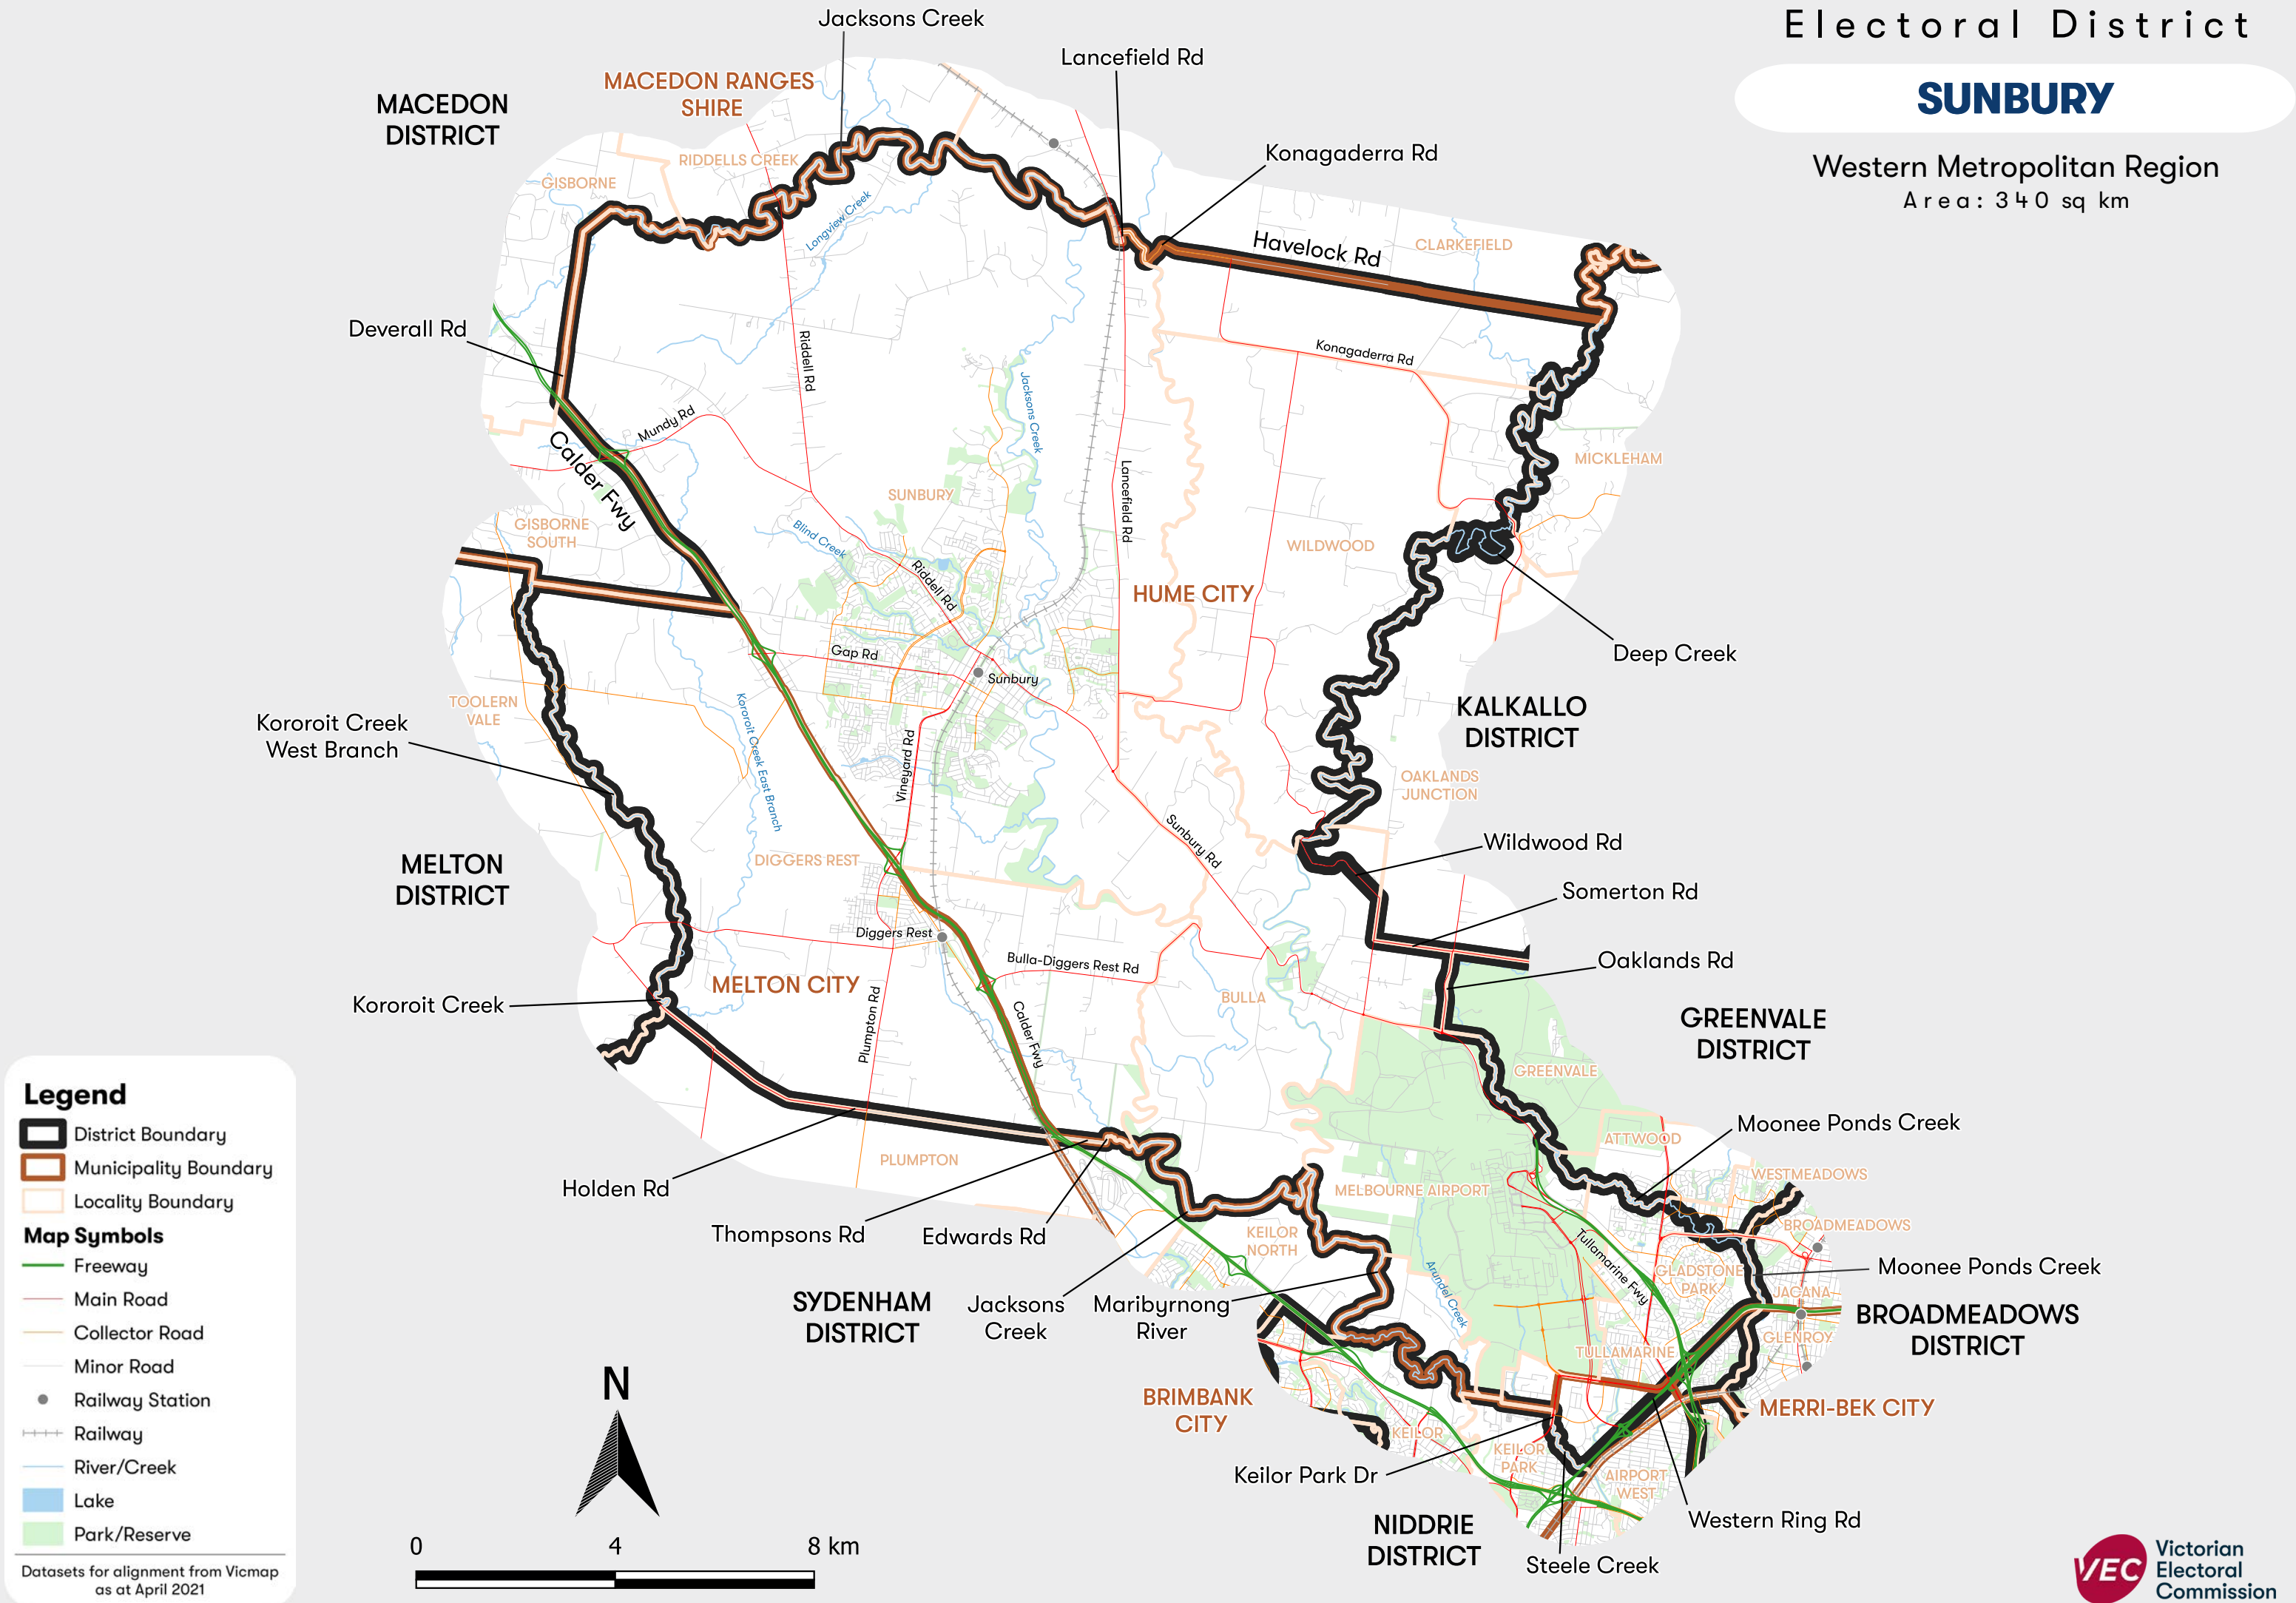 Electoral District
SUNBURY
Western Metropolitan Region
Area: 340 sq km
Jacksons Creek
Lancefield Rd
MACEDON RANGES
SHIRE
MACEDON
DISTRICT
Konagaderra Rd
RIDDELLS CREEK
GISBORNE
Longview Creek
Havelock Rd
CLARKEFIELD
Deverall Rd
Riddell Rd
Konagaderra Rd
Jacksons Creek
Mundy Rd
Calder Fwy
MICKLEHAM
Lancefield Rd
SUNBURY
GISBORNE
SOUTH
Blind Creek
WILDWOOD
Riddell Rd
HUME CITY
Deep Creek
Gap Rd
Sunbury
TOOLERN
VALE
KALKALLO
DISTRICT
Kororoit Creek
West Branch
Kororoit Creek East Branch
Vineyard Rd
OAKLANDS
JUNCTION
Sunbury Rd
Wildwood Rd
DIGGERS REST
MELTON
DISTRICT
Somerton Rd
Diggers Rest
Bulla-Diggers Rest Rd
Oaklands Rd
MELTON CITY
BULLA
Kororoit Creek
Plumpton Rd
Calder Fwy
GREENVALE
DISTRICT
GREENVALE
Moonee Ponds Creek
ATTWOOD
PLUMPTON
WESTMEADOWS
Holden Rd
MELBOURNE AIRPORT
Thompsons Rd
Edwards Rd
KEILOR
NORTH
BROADMEADOWS
Tullamarine Fwy
GLADSTONE
PARK
Moonee Ponds Creek
Arundel Creek
JACANA
SYDENHAM
DISTRICT
Jacksons
Creek
Maribyrnong
River
BROADMEADOWS
DISTRICT
GLENROY
TULLAMARINE
BRIMBANK
CITY
MERRI-BEK CITY
KEILOR
KEILOR
PARK
Keilor Park Dr
AIRPORT
WEST
NIDDRIE
DISTRICT
Western Ring Rd
Steele Creek
Legend
District Boundary
Municipality Boundary
Locality Boundary
Map Symbols
Freeway
Main Road
Collector Road
Minor Road
Railway Station
Railway
River/Creek
Lake
Park/Reserve
Datasets for alignment from Vicmap
as at April 2021
N
0 4 8 km
VEC
Victorian
Electoral
Commission